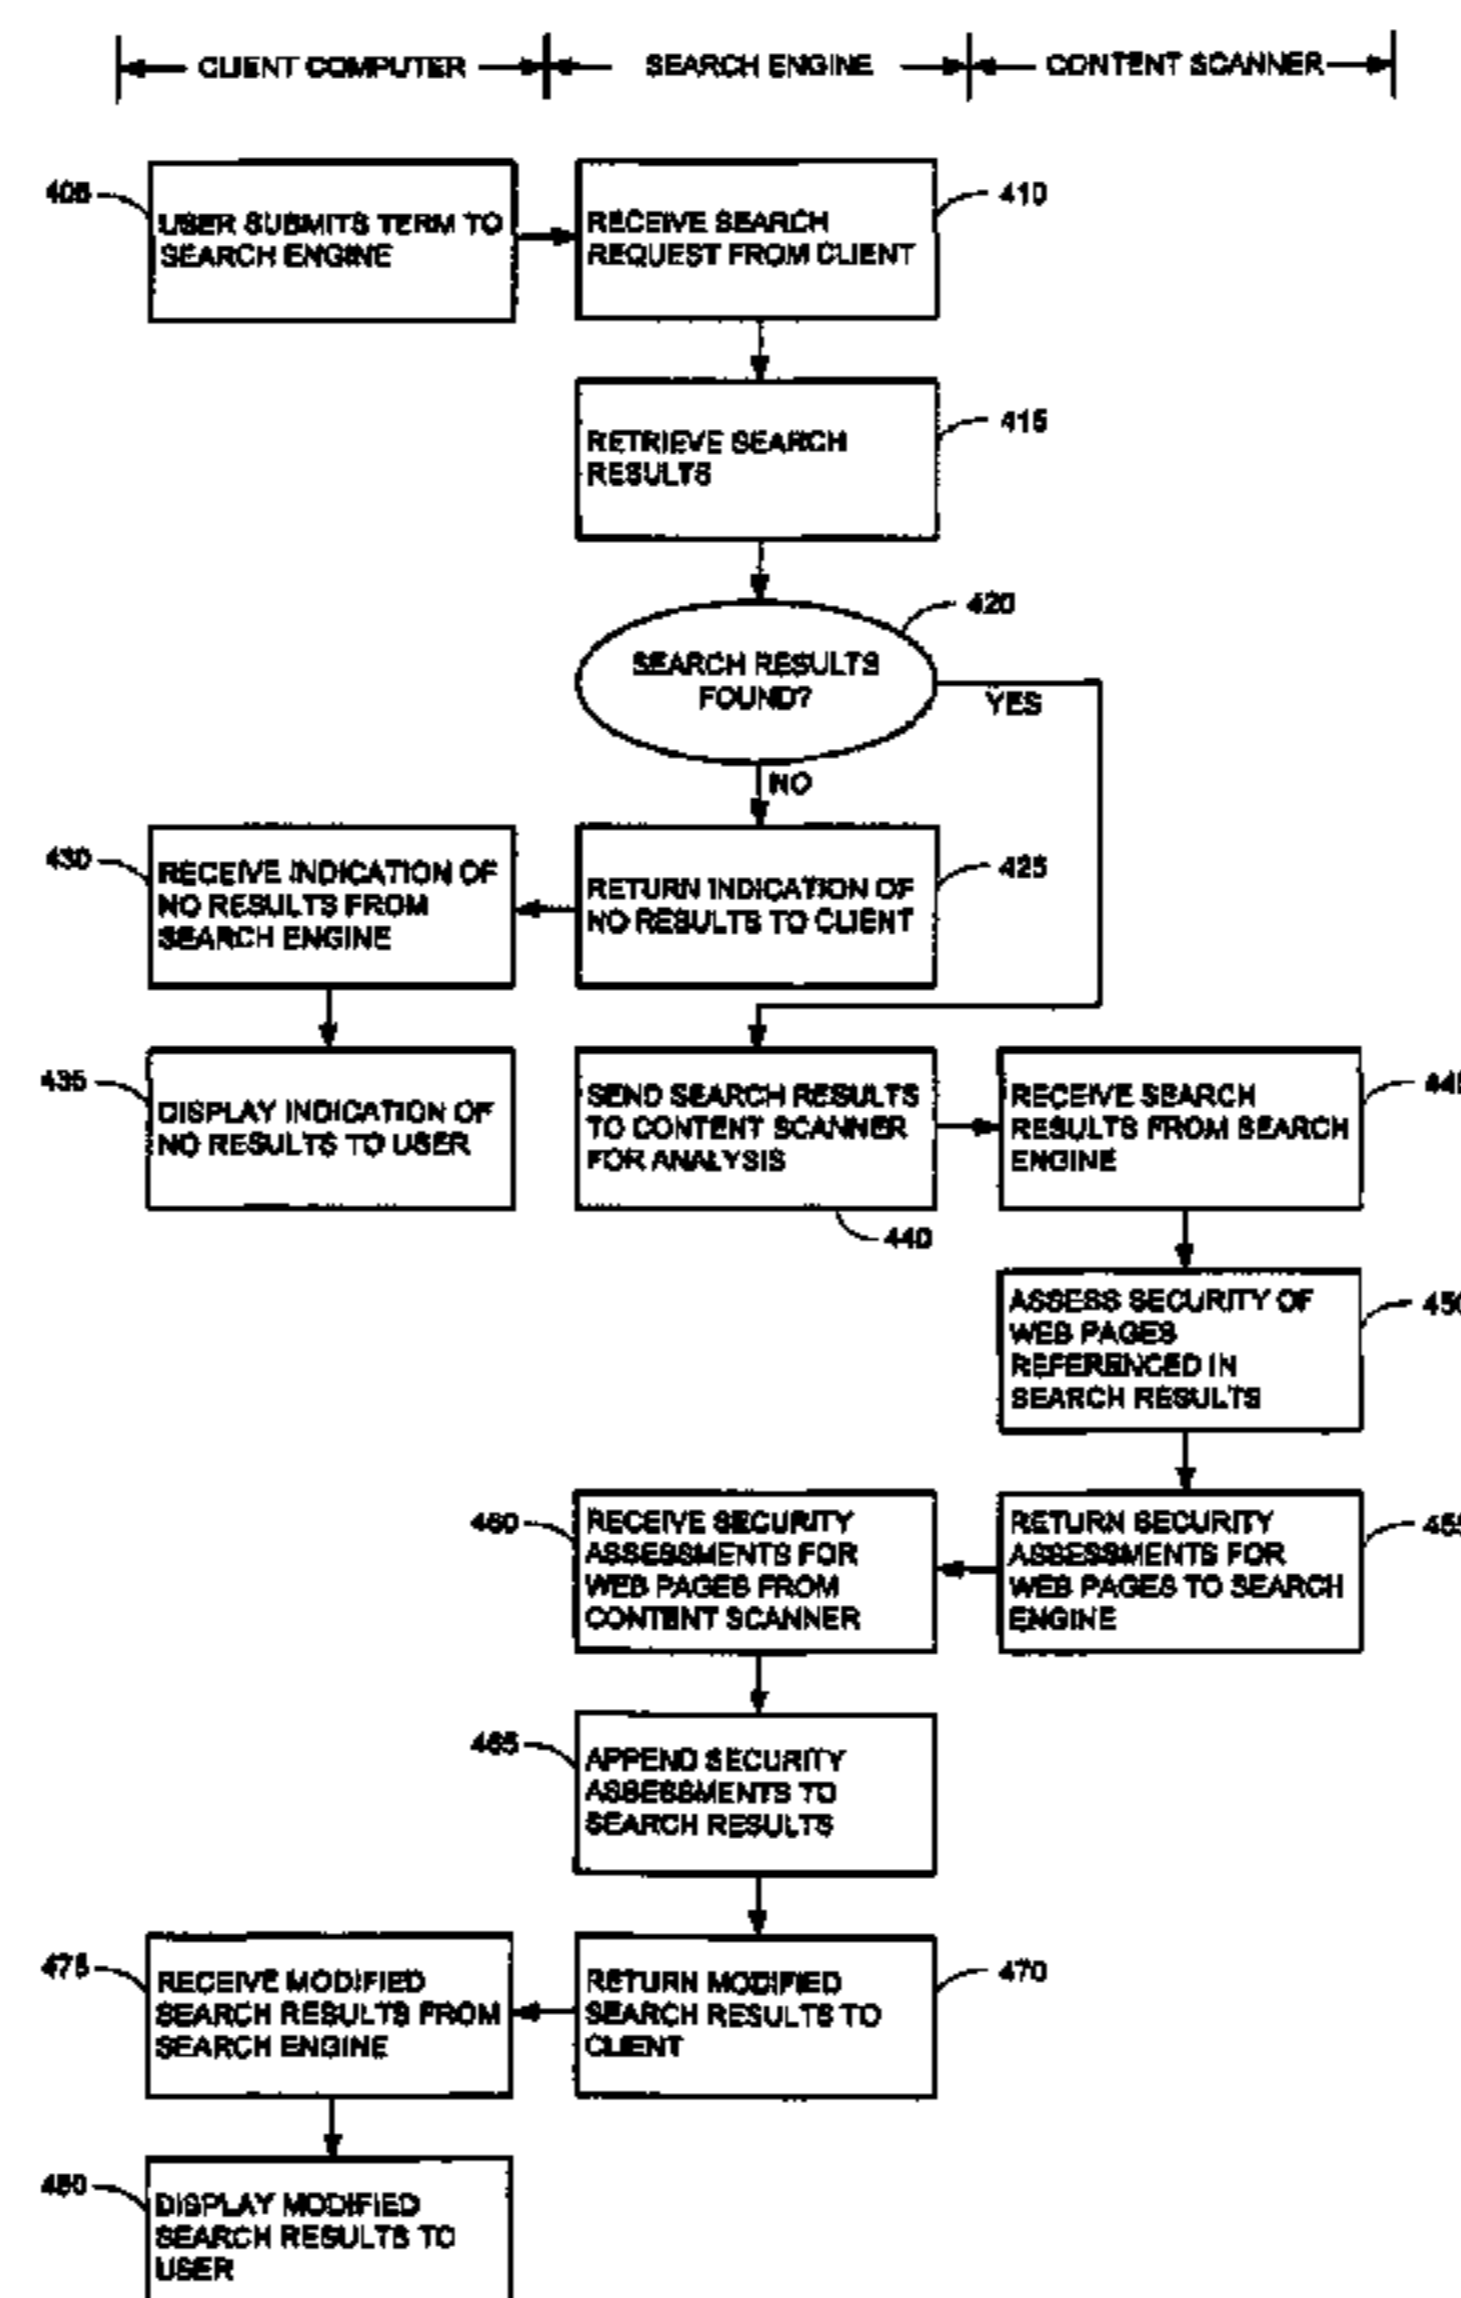 CLIENT COMPUTER
SEARCH ENGINE
CONTENT SCANNER
405
USER SUBMITS TERM TO
SEARCH ENGINE
RECEIVE SEARCH
REQUEST FROM CLIENT
410
RETRIEVE SEARCH
RESULTS
415
420
SEARCH RESULTS
FOUND?
YES
NO
430
RECEIVE INDICATION OF
NO RESULTS FROM
SEARCH ENGINE
RETURN INDICATION OF
NO RESULTS TO CLIENT
425
435
DISPLAY INDICATION OF
NO RESULTS TO USER
SEND SEARCH RESULTS
TO CONTENT SCANNER
FOR ANALYSIS
440
RECEIVE SEARCH
RESULTS FROM SEARCH
ENGINE
ASSESS SECURITY OF
WEB PAGES
REFERENCED IN
SEARCH RESULTS
460
RECEIVE SECURITY
ASSESSMENTS FOR
WEB PAGES FROM
CONTENT SCANNER
RETURN SECURITY
ASSESSMENTS FOR
WEB PAGES TO SEARCH
ENGINE
465
APPEND SECURITY
ASSESSMENTS TO
SEARCH RESULTS
475
RECEIVE MODIFIED
SEARCH RESULTS FROM
SEARCH ENGINE
RETURN MODIFIED
SEARCH RESULTS TO
CLIENT
470
480
DISPLAY MODIFIED
SEARCH RESULTS TO
USER